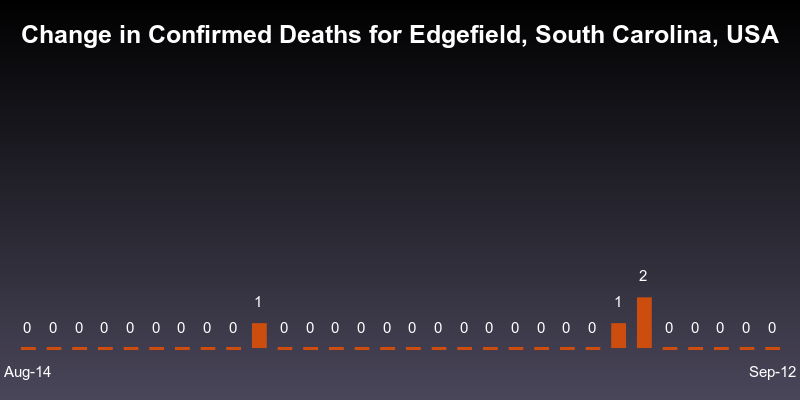 Change in Confirmed Deaths for Edgefield, South Carolina, USA
2
1 1
0 0 0 0 0 0 0 0 0 0 0 0 0 0 0 0 0 0 0 0 0 0 0 0 0 0 0
Aug-14 Sep-12